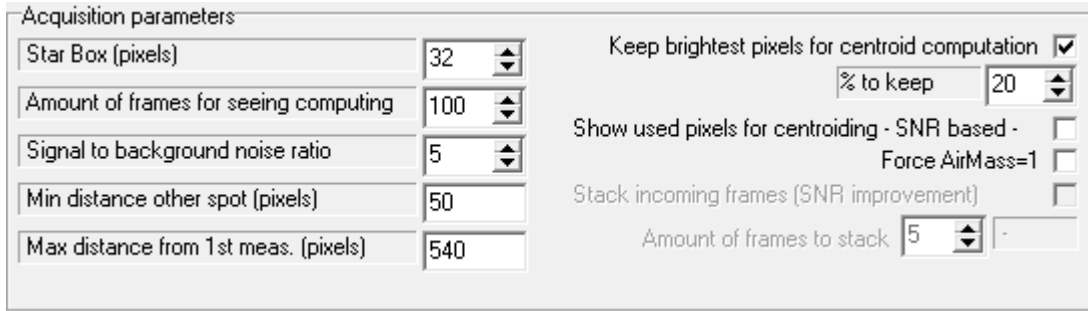 Acquisition parameters
Star Box (pixels) 32
Amount of frames for seeing computing 100
Signal to background noise ratio 5
Min distance other spot (pixels) 50
Max distance from 1st meas. (pixels) 540
Keep brightest pixels for centroid computation
% to keep 20
Show used pixels for centroiding - SNR based -
Force AirMass=1
Stack incoming frames (SNR improvement)
Amount of frames to stack 5 -